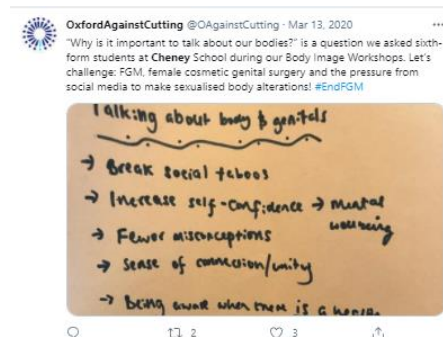 OxfordAgainstCutting @OAgainstCutting · Mar 13, 2020 ...
"Why is it important to talk about our bodies?" is a question we asked sixth-
form students at Cheney School during our Body Image Workshops. Let's
challenge: FGM, female cosmetic genital surgery and the pressure from
social media to make sexualised body alterations! #EndFGM
Talking about body & genitals
→ Break social taboos
→ Increase self-confidence → mental
wellbeing
→ Fewer misconceptions
→ Sense of connection/unity
→ Being aware when there is a
2
3